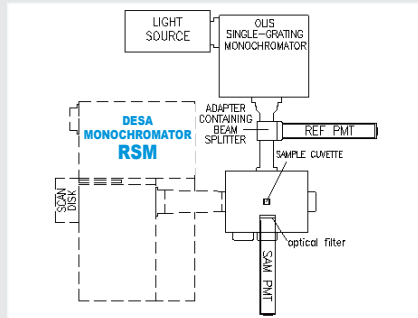 LIGHT
SOURCE
OLIS
SINGLE-GRATING
MONOCHROMATOR
ADAPTER
CONTAINING
BEAM
SPLITTER
REF PMT
DESA
MONOCHROMATOR
RSM
SAMPLE CUVETTE
SCAN
DISK
optical filter
SAM PMT